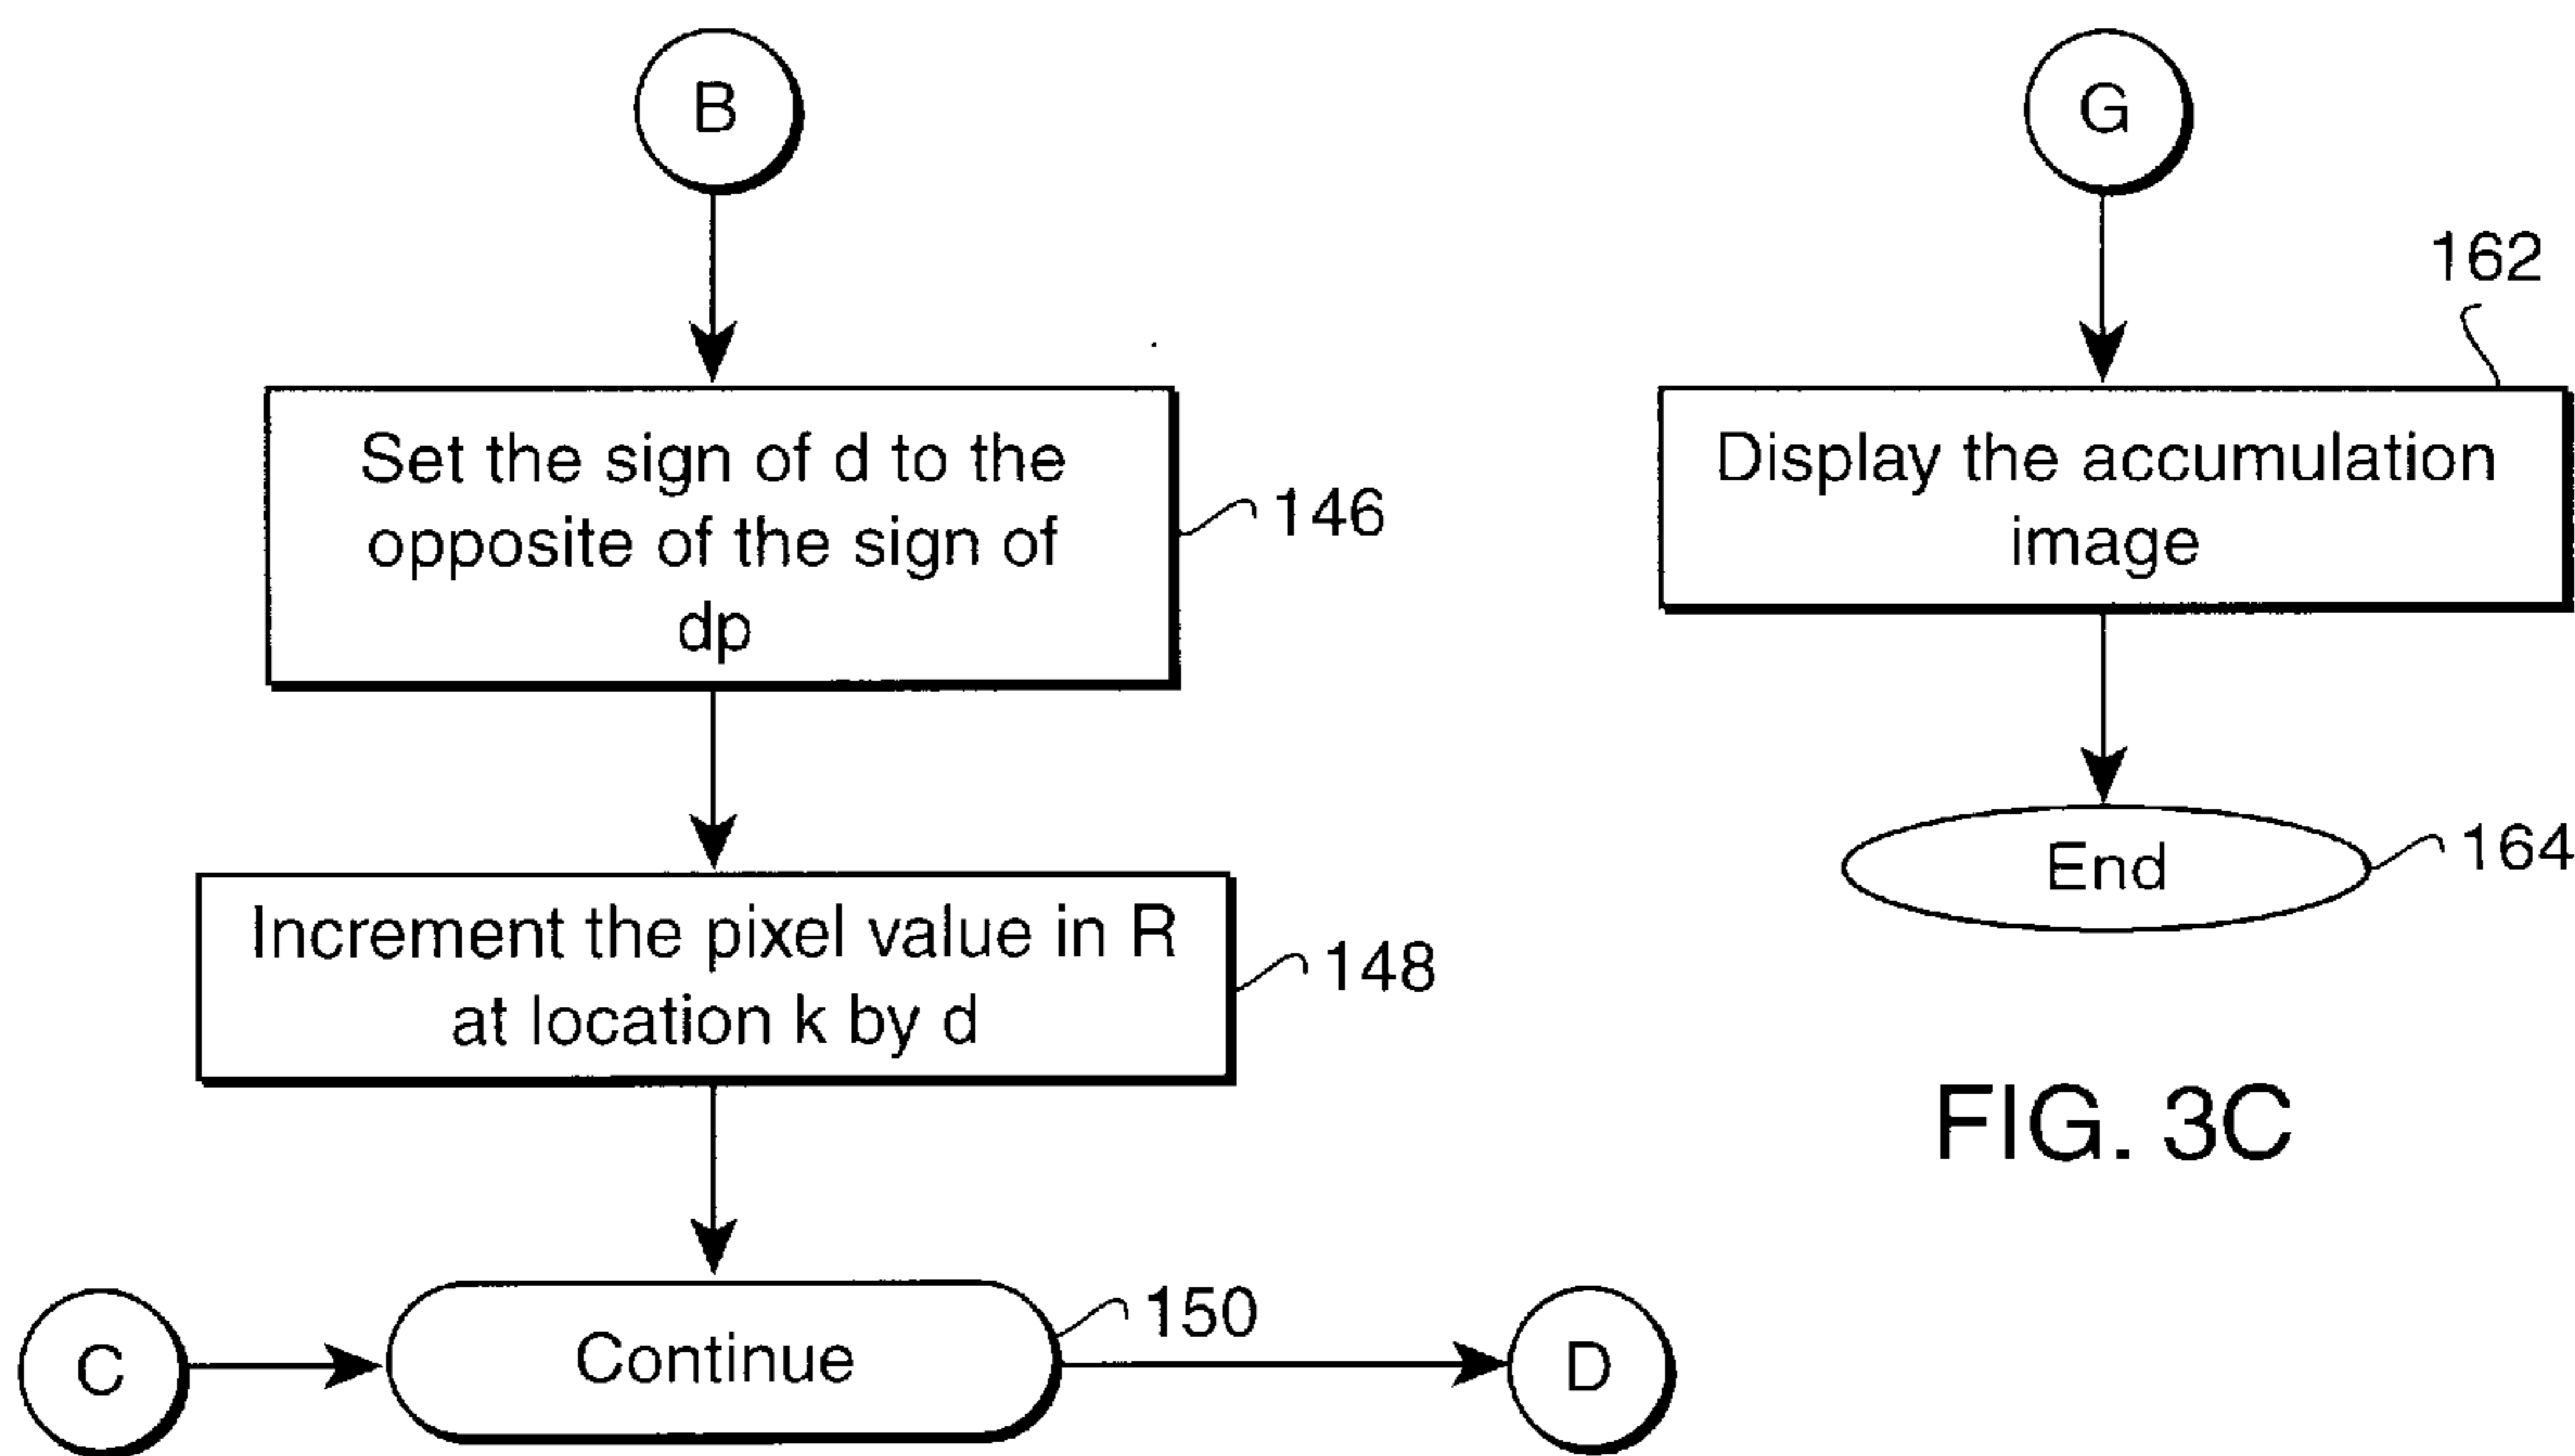 B
Set the sign of d to the
opposite of the sign of
dp
146
Increment the pixel value in R
at location k by d
148
C
Continue
150
D
G
162
Display the accumulation
image
End
164
FIG. 3C